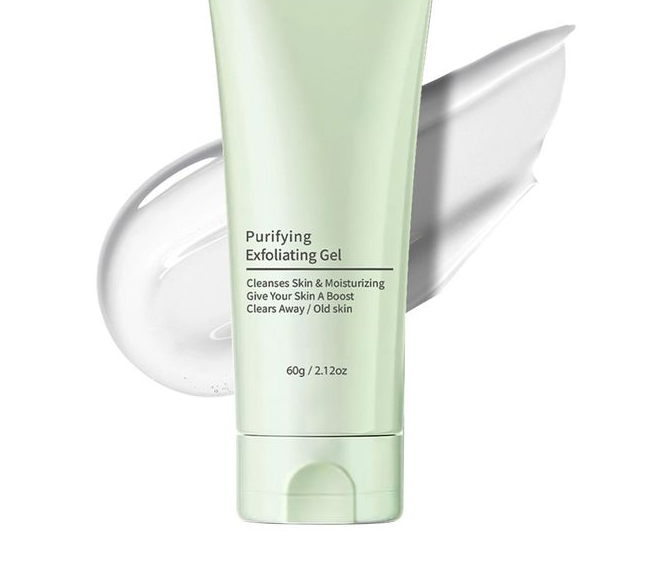 Purifying
Exfoliating Gel
Cleanses Skin & Moisturizing
Give Your Skin A Boost
Clears Away / Old skin
60g / 2.12oz